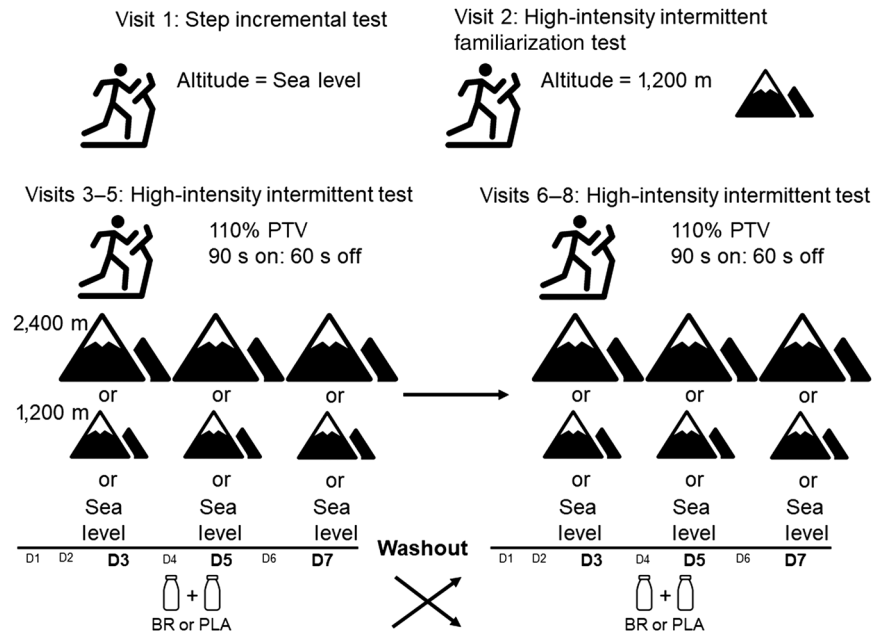 Visit 1: Step incremental test
Altitude = Sea level
Visit 2: High-intensity intermittent
familiarization test
Altitude = 1,200 m
Visits 3–5: High-intensity intermittent test
110% PTV
90 s on: 60 s off
2,400 m
or or or
1,200 m
or or or
Sea Sea Sea
level level level
D1 D2 D3 D4 D5 D6 D7
+
BR or PLA
Washout
Visits 6–8: High-intensity intermittent test
110% PTV
90 s on: 60 s off
or or or
or or or
Sea Sea Sea
level level level
D1 D2 D3 D4 D5 D6 D7
+
BR or PLA